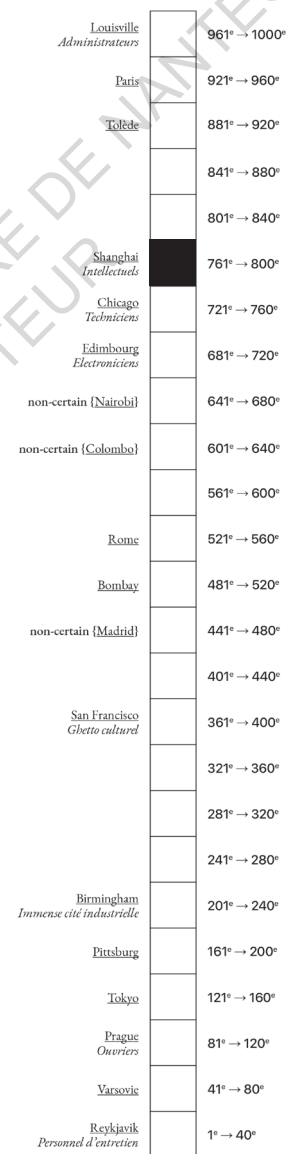 Louisville 961ᵉ → 1000ᵉ
Administrateurs
Paris 921ᵉ → 960ᵉ
Tolède 881ᵉ → 920ᵉ
841ᵉ → 880ᵉ
801ᵉ → 840ᵉ
Shanghai 761ᵉ → 800ᵉ
Intellectuels
Chicago 721ᵉ → 760ᵉ
Techniciens
Edimbourg 681ᵉ → 720ᵉ
Electroniciens
non-certain {Nairobi} 641ᵉ → 680ᵉ
non-certain {Colombo} 601ᵉ → 640ᵉ
561ᵉ → 600ᵉ
Rome 521ᵉ → 560ᵉ
Bombay 481ᵉ → 520ᵉ
non-certain {Madrid} 441ᵉ → 480ᵉ
401ᵉ → 440ᵉ
San Francisco 361ᵉ → 400ᵉ
Ghetto culturel
321ᵉ → 360ᵉ
281ᵉ → 320ᵉ
241ᵉ → 280ᵉ
Birmingham 201ᵉ → 240ᵉ
Immense cité industrielle
Pittsburg 161ᵉ → 200ᵉ
Tokyo 121ᵉ → 160ᵉ
Prague 81ᵉ → 120ᵉ
Ouvriers
Varsovie 41ᵉ → 80ᵉ
Reykjavik 1ᵉ → 40ᵉ
Personnel d'entretien
DE NANTES